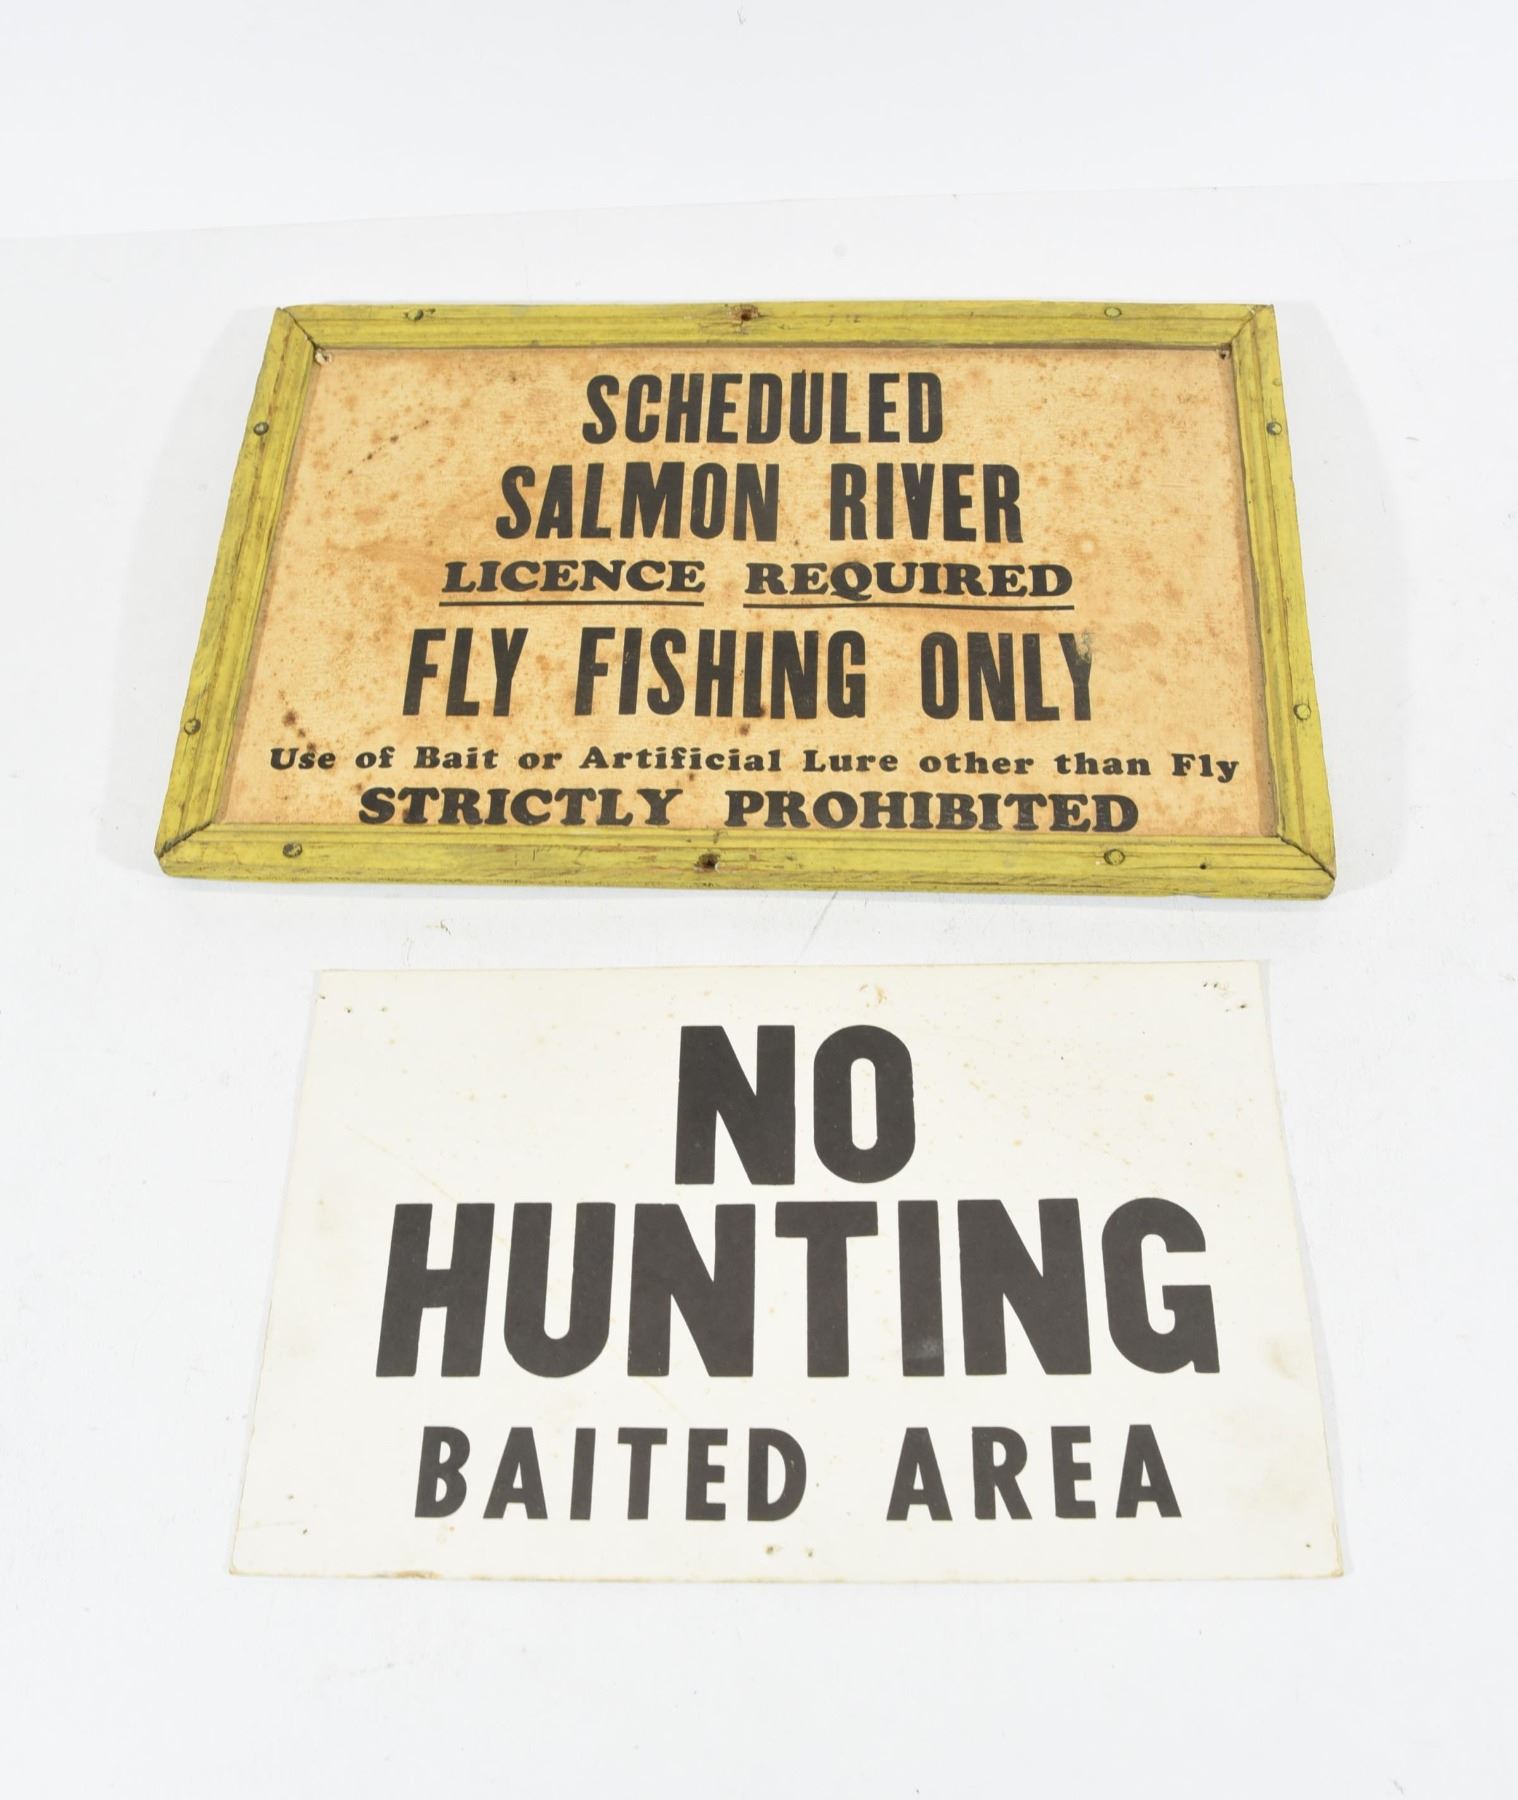 SCHEDULED
SALMON RIVER
LICENCE REQUIRED
FLY FISHING ONLY
Use of Bait or Artificial Lure other than Fly
STRICTLY PROHIBITED
NO
HUNTING
BAITED AREA